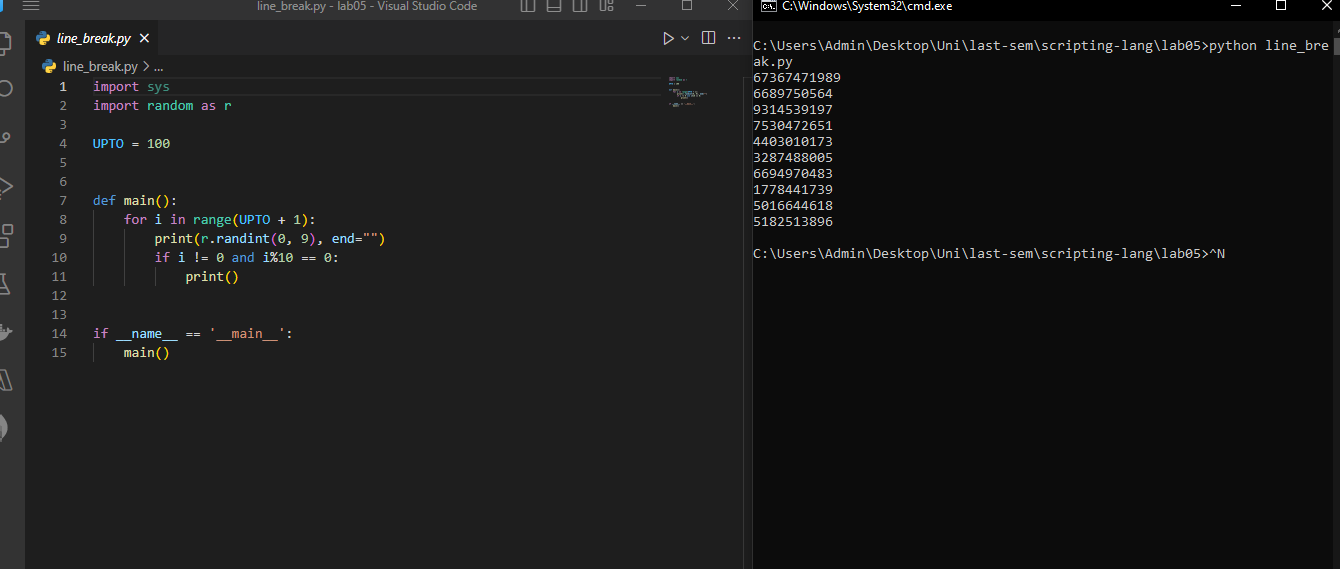 line_break.py - lab05 - Visual Studio Code
line_break.py
line_break.py > ...
1 import sys
2 import random as r
3
4 UPTO = 100
5
6
7 def main():
8     for i in range(UPTO + 1):
9         print(r.randint(0, 9), end="")
10         if i != 0 and i%10 == 0:
11             print()
12
13
14 if __name__ == '__main__':
15     main()
C:\Windows\System32\cmd.exe
C:\Users\Admin\Desktop\Uni\last-sem\scripting-lang\lab05>python line_bre
ak.py
67367471989
6689750564
9314539197
7530472651
4403010173
3287488005
6694970483
1778441739
5016644618
5182513896
C:\Users\Admin\Desktop\Uni\last-sem\scripting-lang\lab05>^N